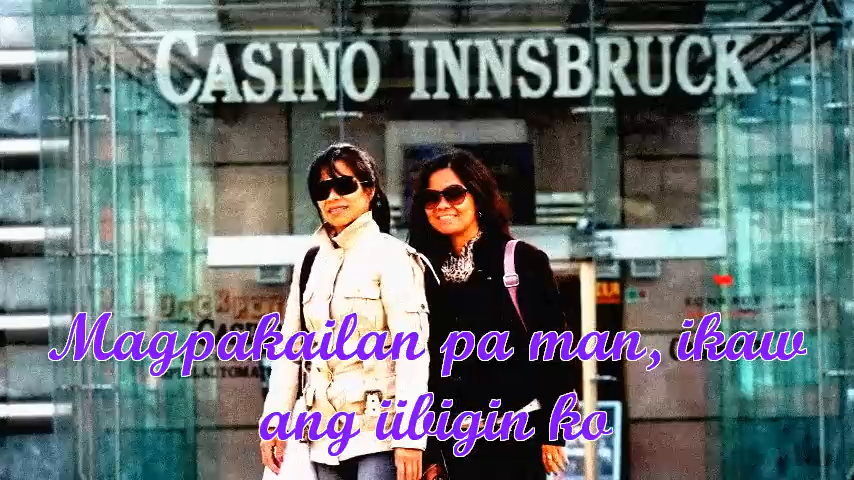 CASINO INNSBRUCK
Magpakailan pa man, ikaw
ang iibigin ko